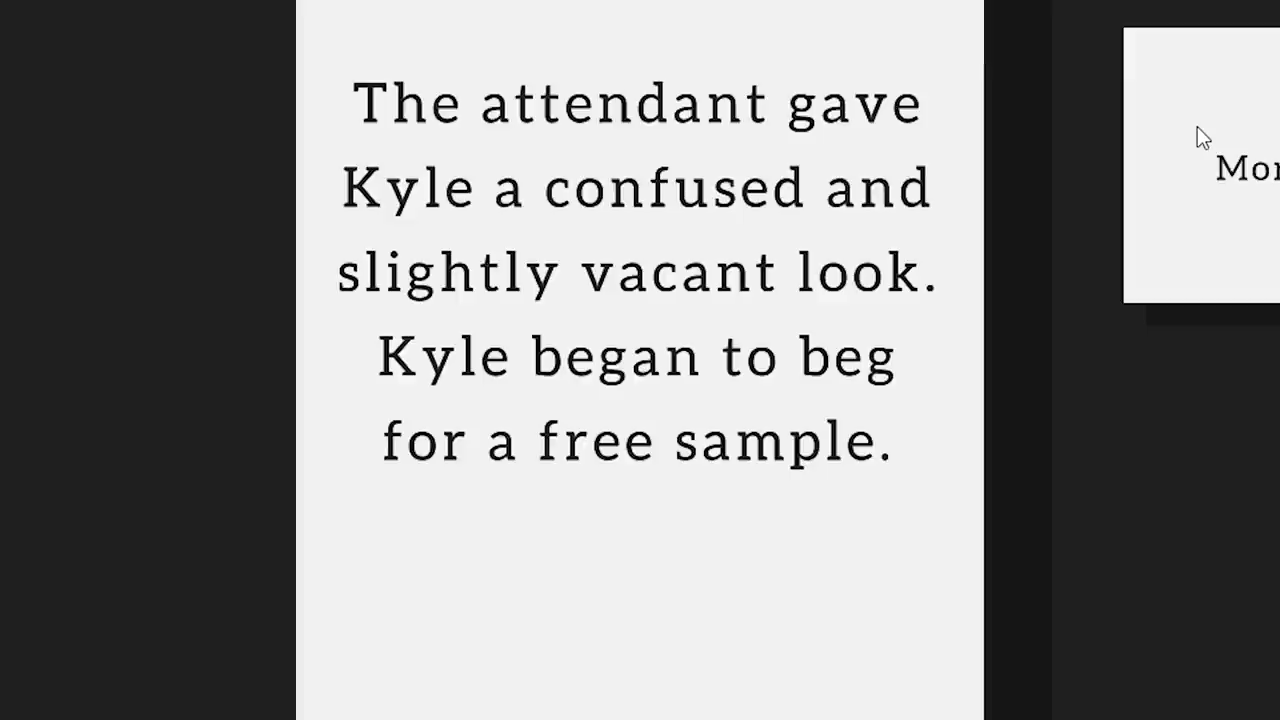 The attendant gave
Kyle a confused and
slightly vacant look.
Kyle began to beg
for a free sample.